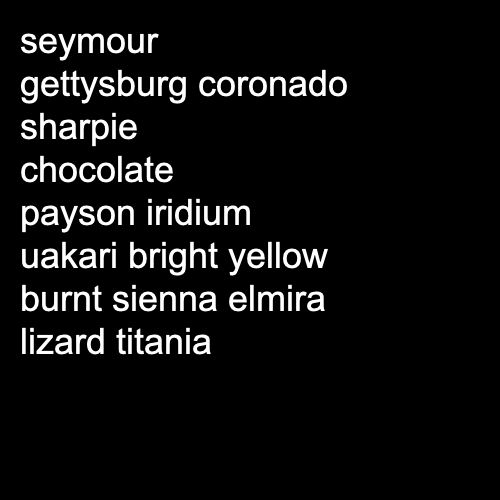 seymour
gettysburg coronado
sharpie
chocolate
payson iridium
uakari bright yellow
burnt sienna elmira
lizard titania